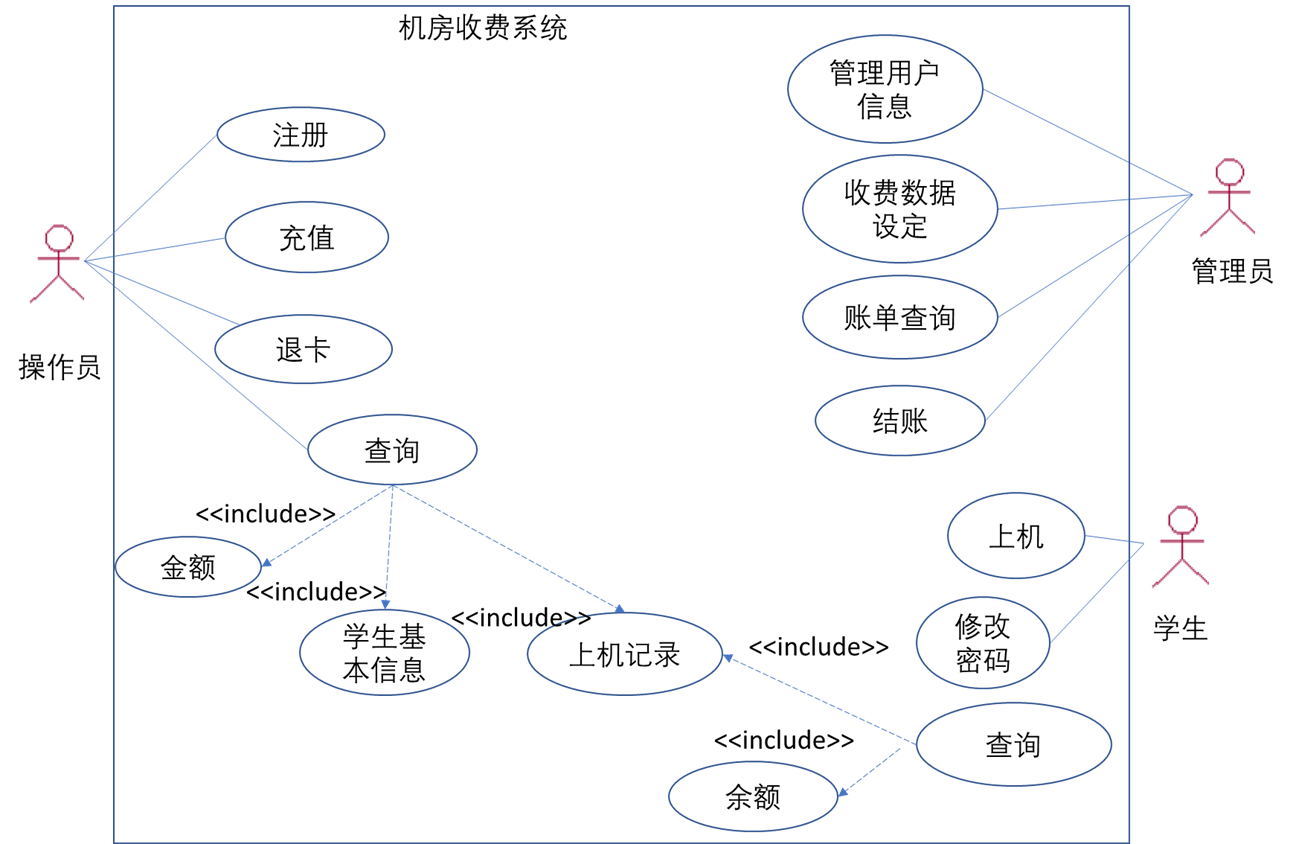 机房收费系统
注册
充值
退卡
查询
操作员
<<include>>
金额
<<include>>
学生基
本信息
<<include>>
上机记录
管理用户
信息
收费数据
设定
账单查询
结账
管理员
上机
修改
密码
学生
<<include>>
查询
<<include>>
余额